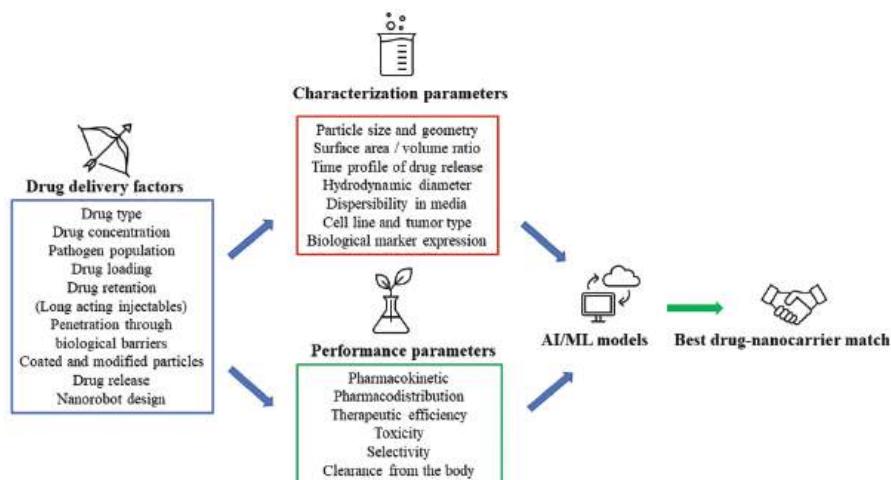 Drug delivery factors
Drug type
Drug concentration
Pathogen population
Drug loading
Drug retention
(Long acting injectables)
Penetration through
biological barriers
Coated and modified particles
Drug release
Nanorobot design
Characterization parameters
Particle size and geometry
Surface area / volume ratio
Time profile of drug release
Hydrodynamic diameter
Dispersibility in media
Cell line and tumor type
Biological marker expression
Performance parameters
Pharmacokinetic
Pharmacodistribution
Therapeutic efficiency
Toxicity
Selectivity
Clearance from the body
AI/ML models
Best drug-nanocarrier match